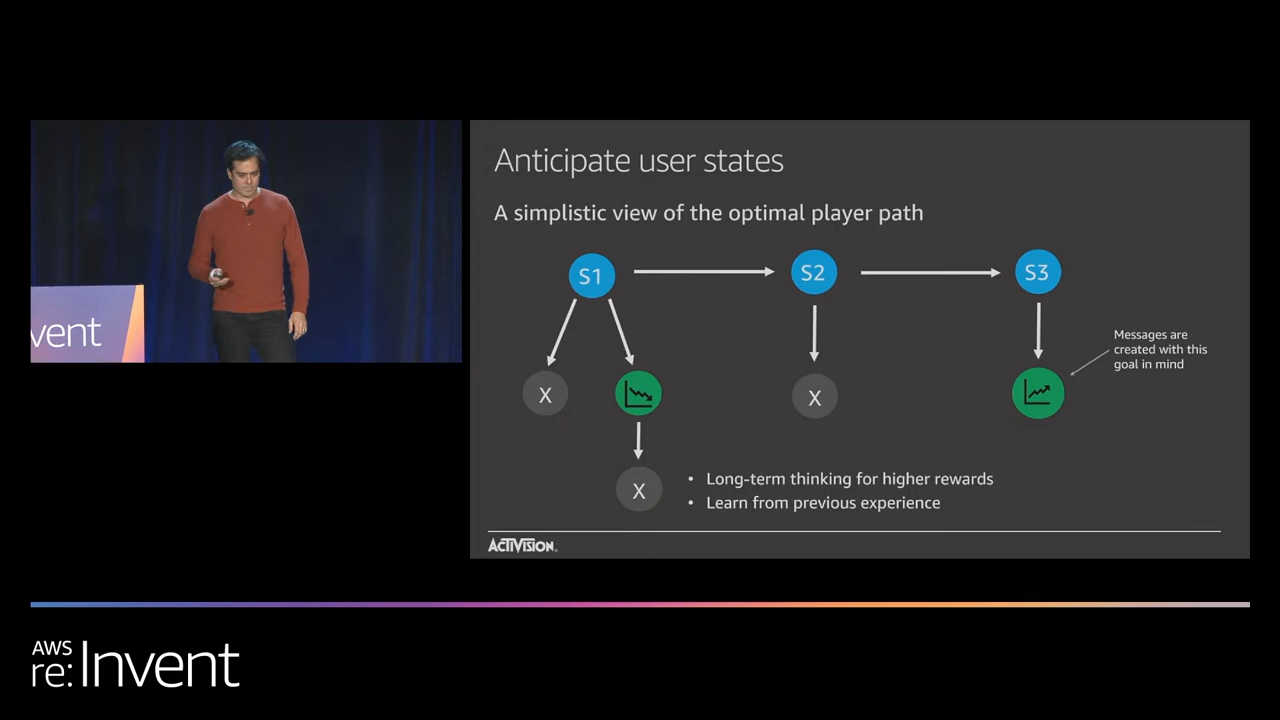 Anticipate user states
A simplistic view of the optimal player path
S1
S2
S3
Messages are
created with this
goal in mind
X
X
X
• Long-term thinking for higher rewards
• Learn from previous experience
ACTIVISION.
vent
AWS
re:Invent